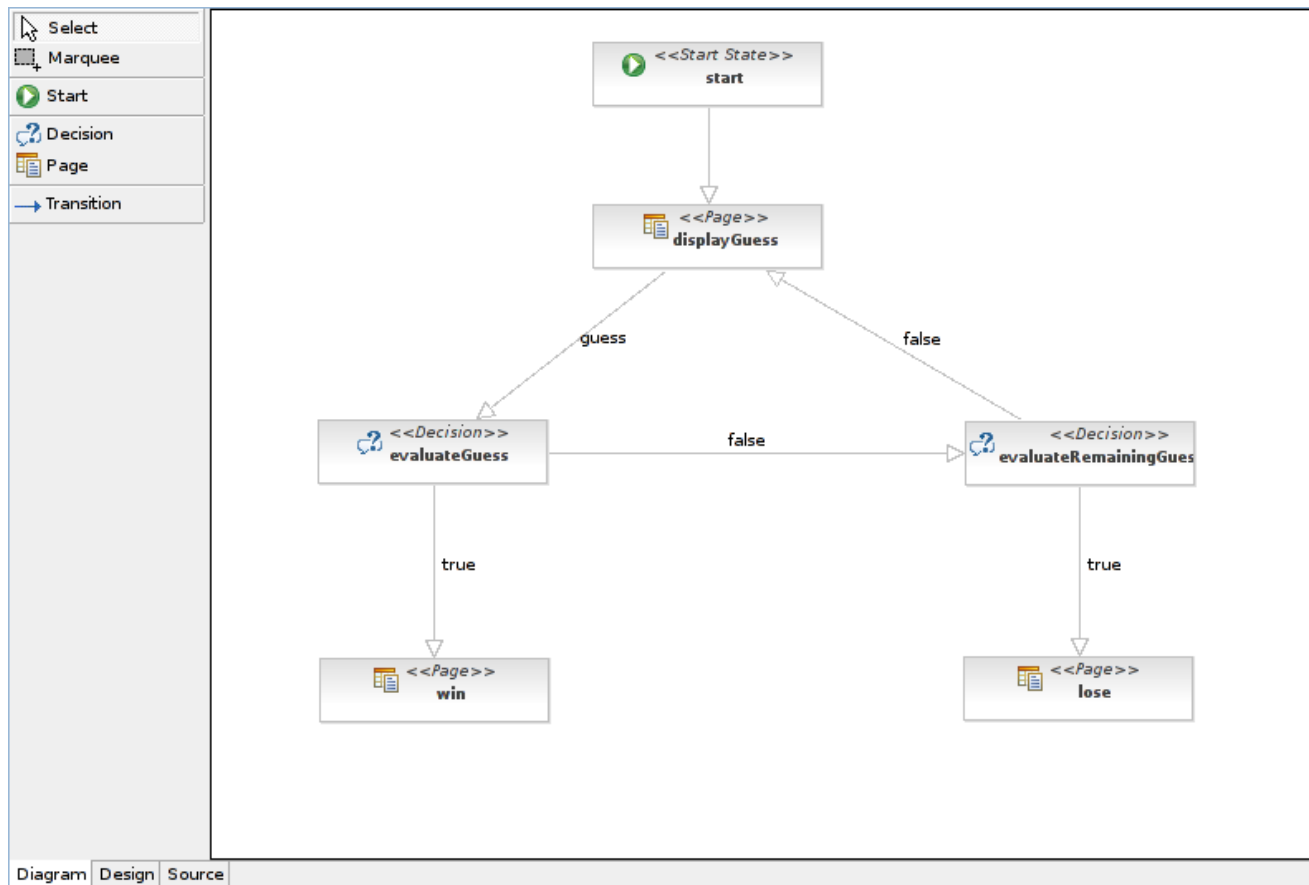 Select
Marquee
Start
Decision
Page
Transition
<<Start State>>
start
<<Page>>
displayGuess
guess
false
<<Decision>>
evaluateGuess
false
<<Decision>>
evaluateRemainingGues
true
true
<<Page>>
win
<<Page>>
lose
Diagram Design Source